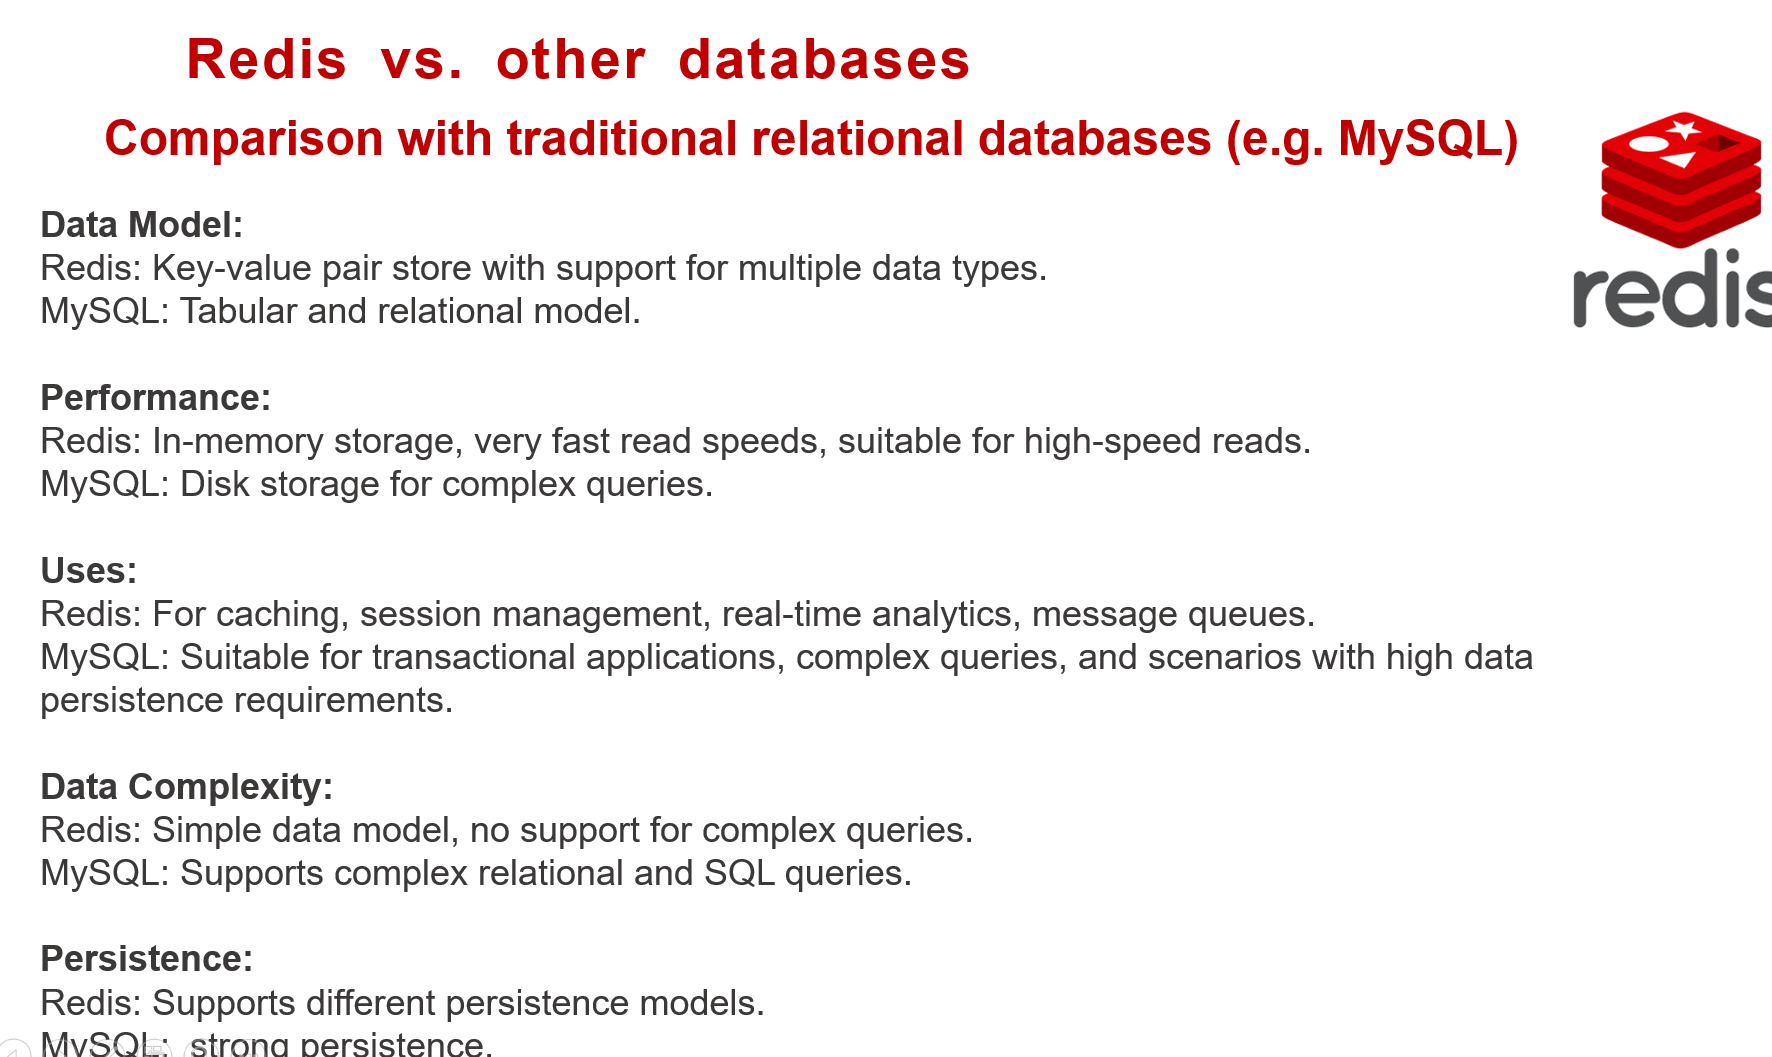 Redis vs. other databases
Comparison with traditional relational databases (e.g. MySQL)
redis
Data Model:
Redis: Key-value pair store with support for multiple data types.
MySQL: Tabular and relational model.
Performance:
Redis: In-memory storage, very fast read speeds, suitable for high-speed reads.
MySQL: Disk storage for complex queries.
Uses:
Redis: For caching, session management, real-time analytics, message queues.
MySQL: Suitable for transactional applications, complex queries, and scenarios with high data
persistence requirements.
Data Complexity:
Redis: Simple data model, no support for complex queries.
MySQL: Supports complex relational and SQL queries.
Persistence:
Redis: Supports different persistence models.
MySQL: strong persistence.